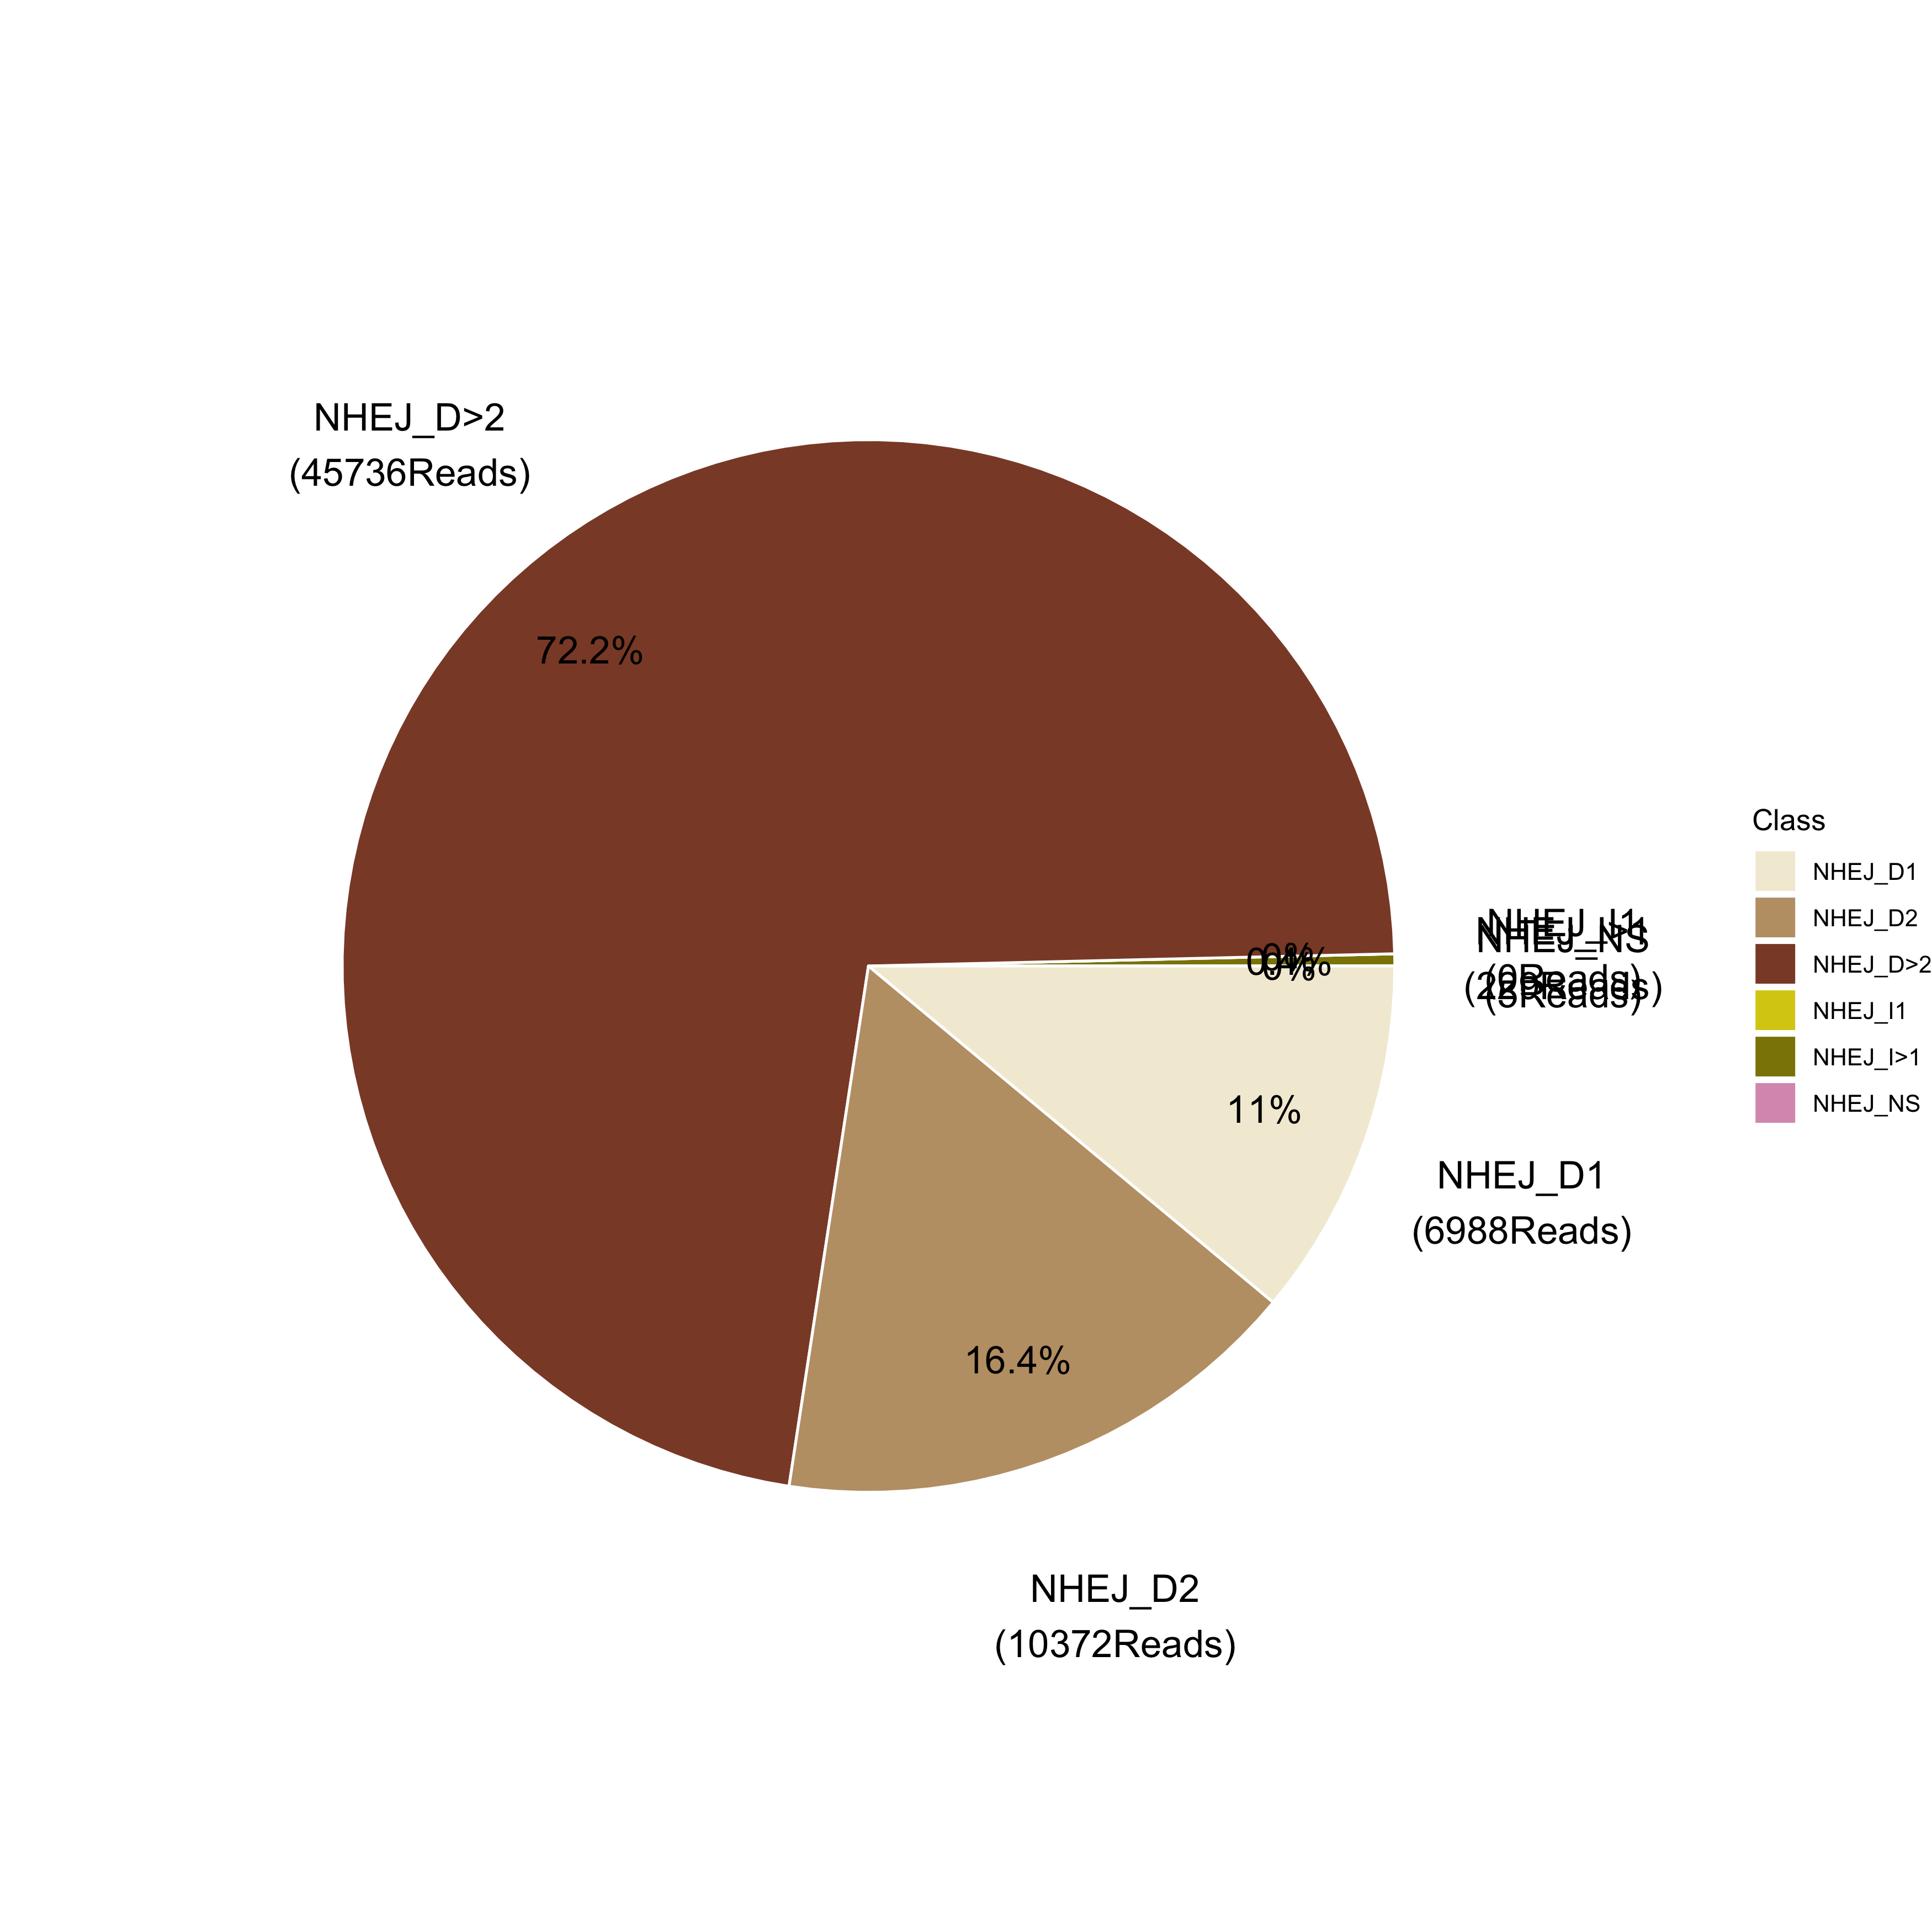 NHEJ_D>2
(45736Reads)
72.2%
NHEJ_NS
11%
NHEJ_D1
(6988Reads)
16.4%
NHEJ_D2
(10372Reads)
Class
NHEJ_D1
NHEJ_D2
NHEJ_D>2
NHEJ_I1
NHEJ_I>1
NHEJ_NS